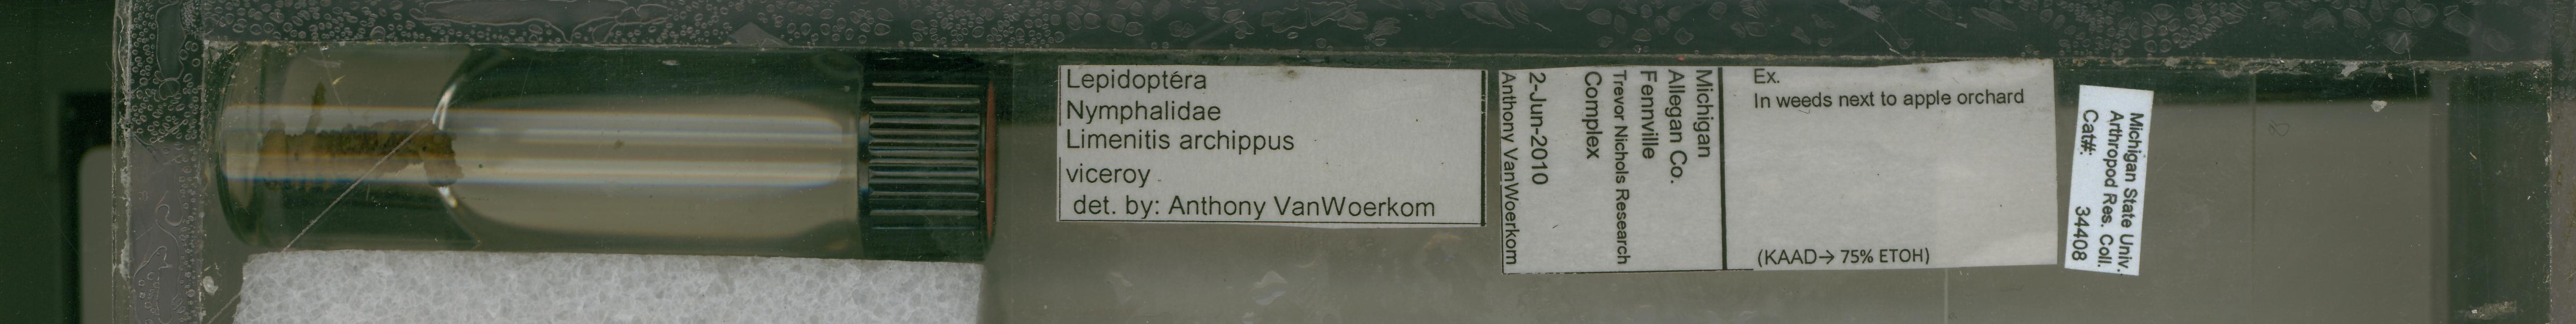 Lepidoptera
Nymphalidae
Limenitis archippus
viceroy
det. by: Anthony VanWoerkom
Michigan
Allegan Co.
Fennville
Trevor Nichols Research
Complex
2-Jun-2010
Anthony VanWoerkom
Ex.
In weeds next to apple orchard
(KAAD→ 75% ETOH)
Michigan State Univ.
Arthropod Res. Coll.
Cat#: 34408